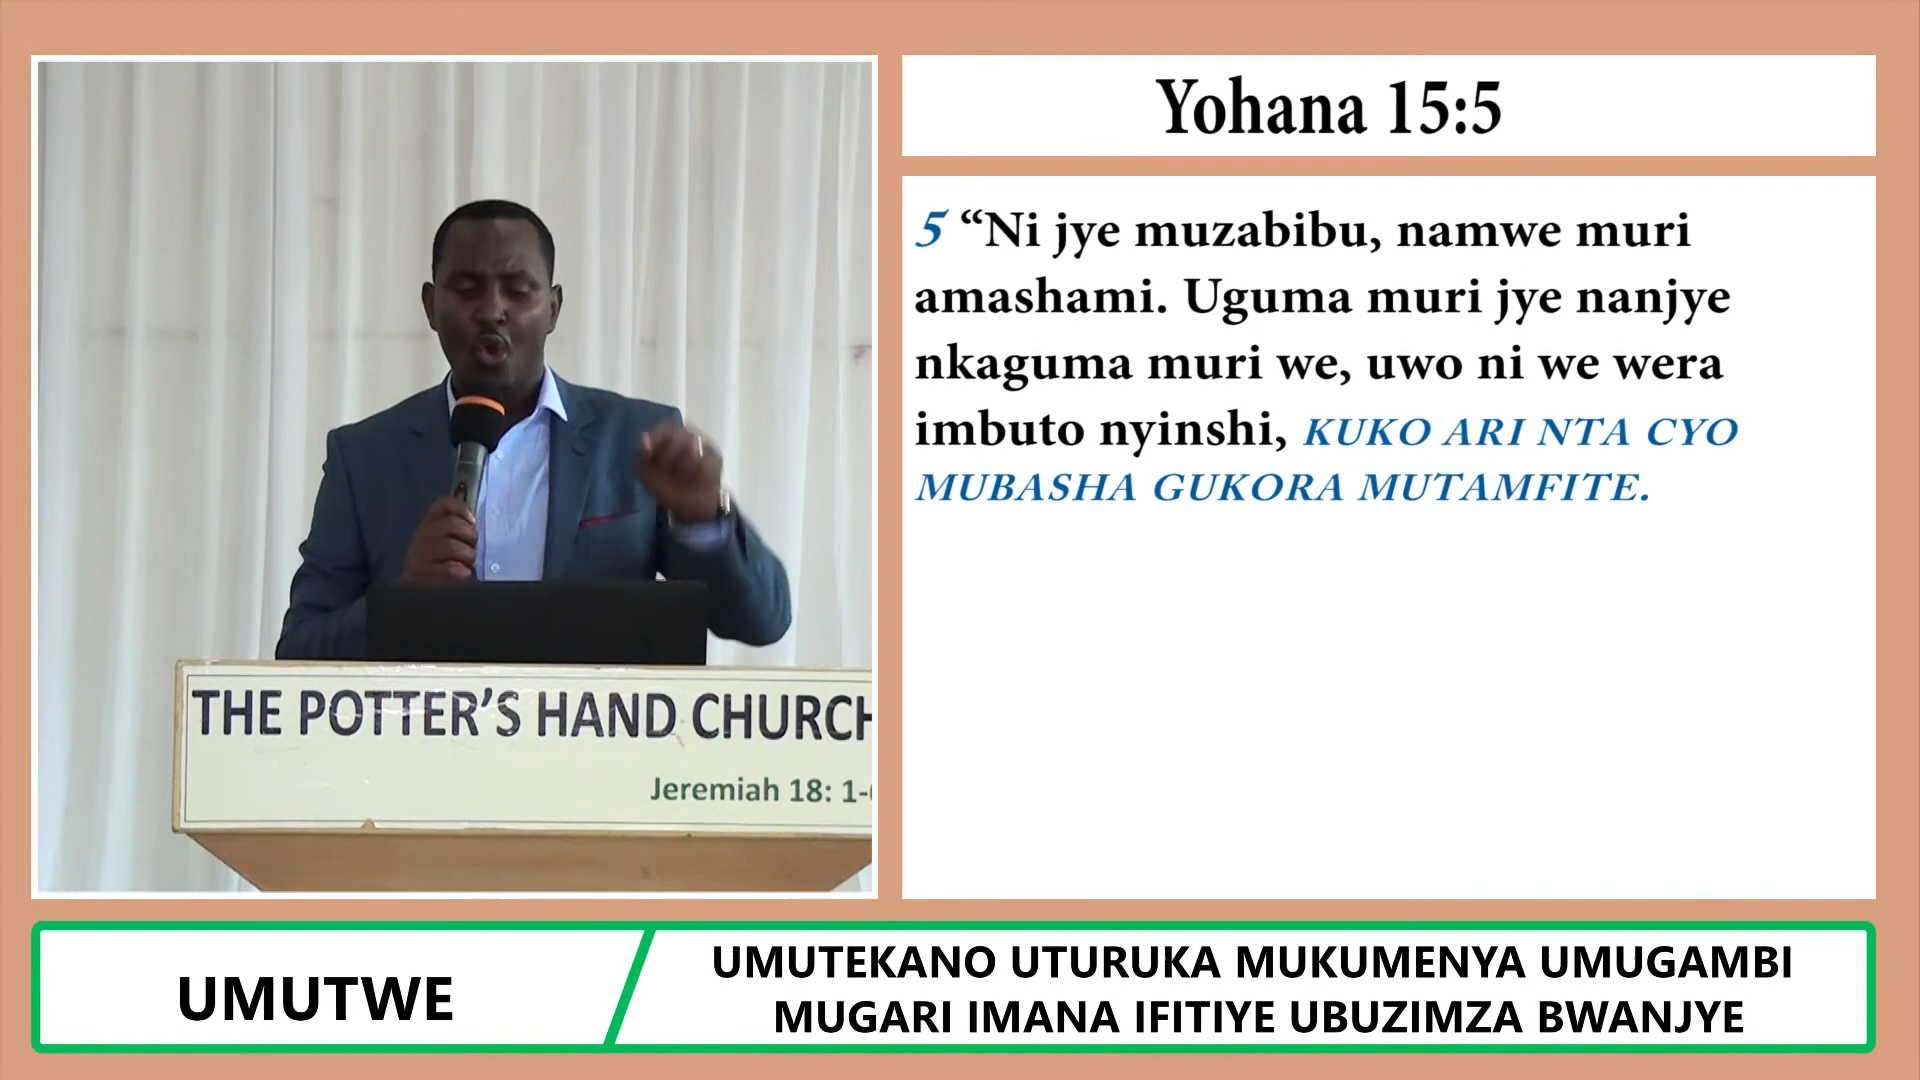 Yohana 15:5
5 “Ni jye muzabibu, namwe muri
amashami. Uguma muri jye nanjye
nkaguma muri we, uwo ni we wera
imbuto nyinshi, KUKO ARI NTA CYO
MUBASHA GUKORA MUTAMFITE.
THE POTTER’S HAND CHURCH
Jeremiah 18: 1-
UMUTWE
UMUTEKANO UTURUKA MUKUMENYA UMUGAMBI
MUGARI IMANA IFITIYE UBUZIMZA BWANJYE